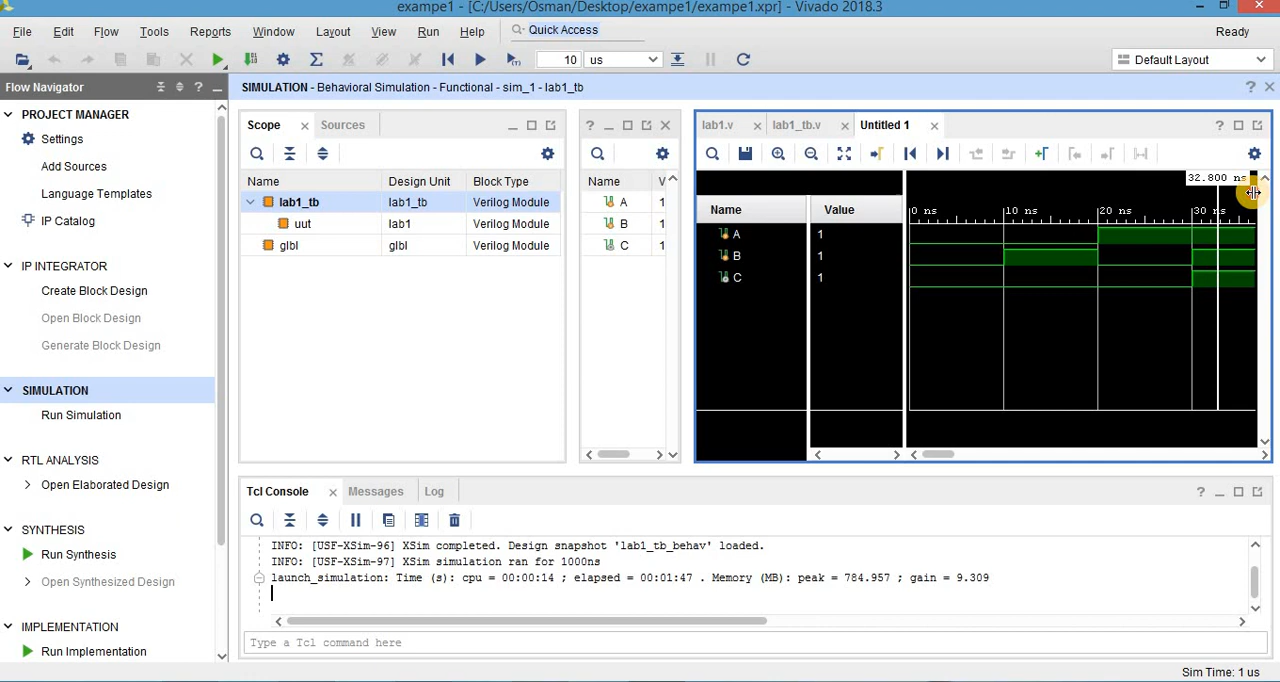 exampe1 - [C:/Users/Osman/Desktop/exampe1/exampe1.xpr] - Vivado 2018.3
File Edit Flow Tools Reports Window Layout View Run Help Quick Access Ready
10 us Default Layout
Flow Navigator
SIMULATION - Behavioral Simulation - Functional - sim_1 - lab1_tb
PROJECT MANAGER
Settings
Add Sources
Language Templates
IP Catalog
IP INTEGRATOR
Create Block Design
Open Block Design
Generate Block Design
SIMULATION
Run Simulation
RTL ANALYSIS
Open Elaborated Design
SYNTHESIS
Run Synthesis
Open Synthesized Design
IMPLEMENTATION
Run Implementation
Scope Sources
Name Design Unit Block Type
lab1_tb lab1_tb Verilog Module
uut lab1 Verilog Module
glbl glbl Verilog Module
Name V
A 1
B 1
C 1
lab1.v lab1_tb.v Untitled 1
32.800 ns
Name Value 0 ns 10 ns 20 ns 30 ns
A 1
B 1
C 1
Tcl Console Messages Log
INFO: [USF-XSim-96] XSim completed. Design snapshot 'lab1_tb_behav' loaded.
INFO: [USF-XSim-97] XSim simulation ran for 1000ns
launch_simulation: Time (s): cpu = 00:00:14 ; elapsed = 00:01:47 . Memory (MB): peak = 784.957 ; gain = 9.309
Type a Tcl command here
Sim Time: 1 us